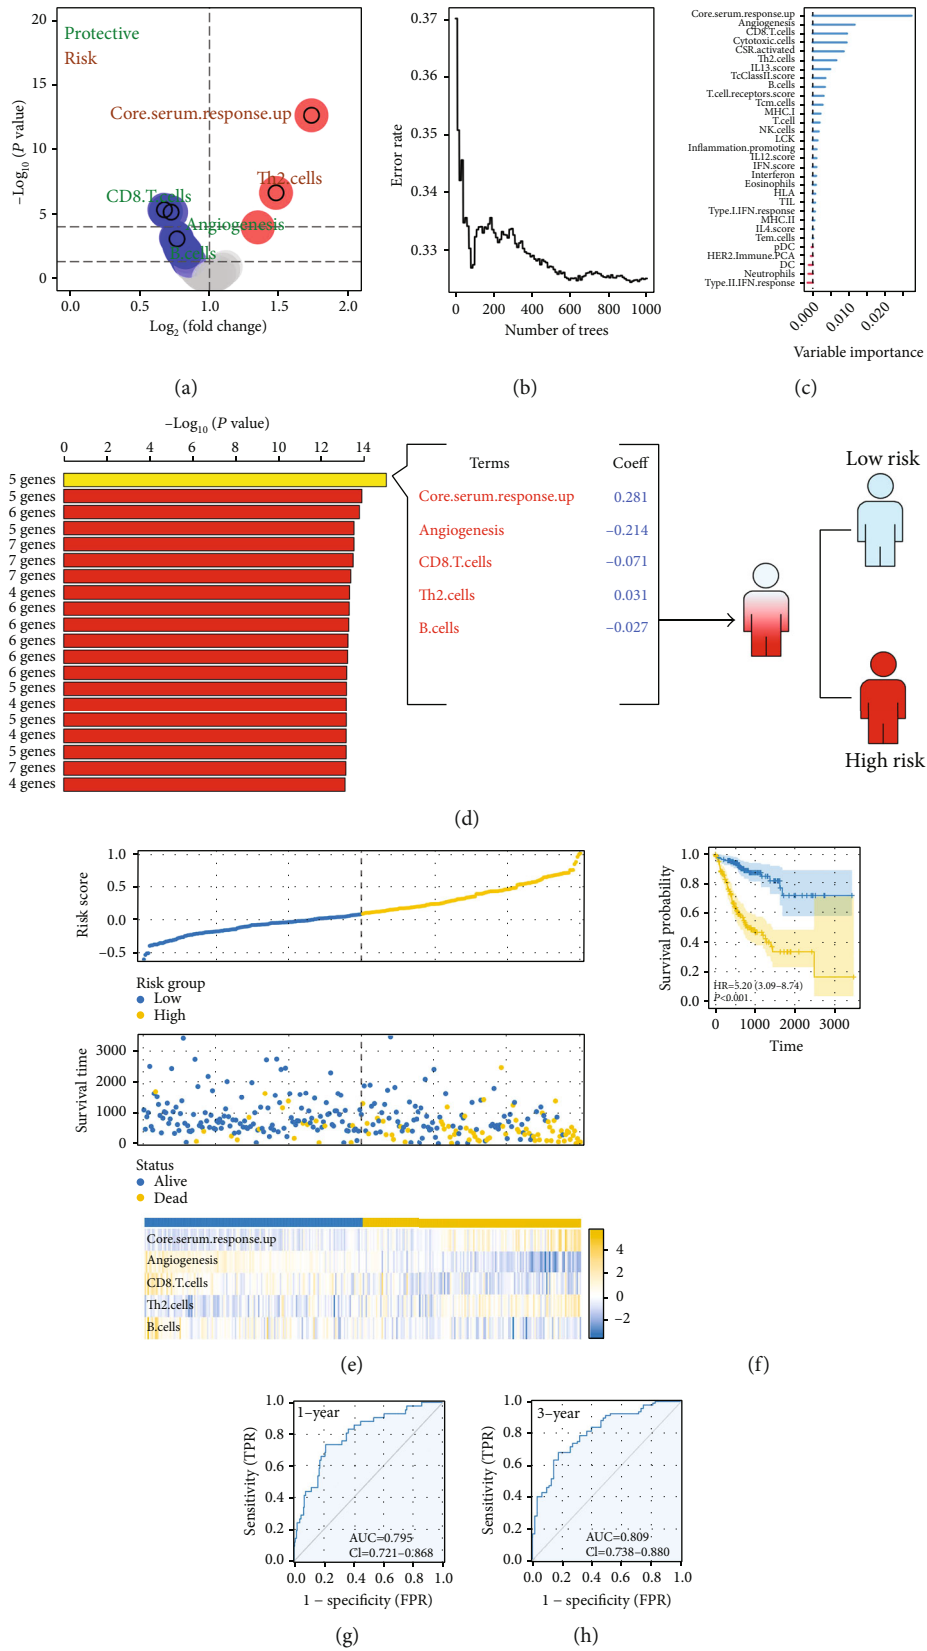 20
15
10
5
0
−Log10 (P value)
Protective
Risk
Core.serum.response.up
Th2.cells
CD8.T.cells
Angiogenesis
B.cells
0.0 0.5 1.0 1.5 2.0
Log2 (fold change)
(a)
0.37
0.36
0.35
0.34
0.33
Error rate
0 200 400 600 800 1000
Number of trees
(b)
Core.serum.response.up
Angiogenesis
CD8.T.cells
Cytotoxic.cells
CSR.activated
Th2.cells
IL13.score
TcClassII.score
B.cells
T.cell.receptors.score
Tcm.cells
MHC.I
T.cell
NK.cells
LCK
Inflammation.promoting
IL12.score
IFN.score
Interferon
Eosinophils
HLA
TIL
Type.I.IFN.response
MHC.II
IL4.score
Tem.cells
pDC
HER2.Immune.PCA
DC
Neutrophils
Type.II.IFN.response
0.000 0.010 0.020
Variable importance
(c)
−Log10 (P value)
0 2 4 6 8 10 12 14
5 genes
5 genes
6 genes
5 genes
7 genes
7 genes
7 genes
4 genes
6 genes
6 genes
6 genes
6 genes
6 genes
5 genes
4 genes
5 genes
4 genes
5 genes
7 genes
4 genes
Terms Coeff
Core.serum.response.up 0.281
Angiogenesis −0.214
CD8.T.cells −0.071
Th2.cells 0.031
B.cells −0.027
Low risk
High risk
(d)
1.0
0.5
0.0
−0.5
Risk score
Risk group
Low
High
3000
2000
1000
0
Survival time
Status
Alive
Dead
Core.serum.response.up
Angiogenesis
CD8.T.cells
Th2.cells
B.cells
4
2
0
−2
(e)
1.0
0.8
0.6
0.4
0.2
0.0
Survival probability
HR=5.20 (3.09–8.74)
P<0.001
0 1000 2000 3000
Time
(f)
1–year
1.0
0.8
0.6
0.4
0.2
0.0
Sensitivity (TPR)
AUC=0.795
CI=0.721–0.868
0.0 0.2 0.4 0.6 0.8 1.0
1 − specificity (FPR)
(g)
3–year
1.0
0.8
0.6
0.4
0.2
0.0
Sensitivity (TPR)
AUC=0.809
CI=0.738–0.880
0.0 0.2 0.4 0.6 0.8 1.0
1 − specificity (FPR)
(h)